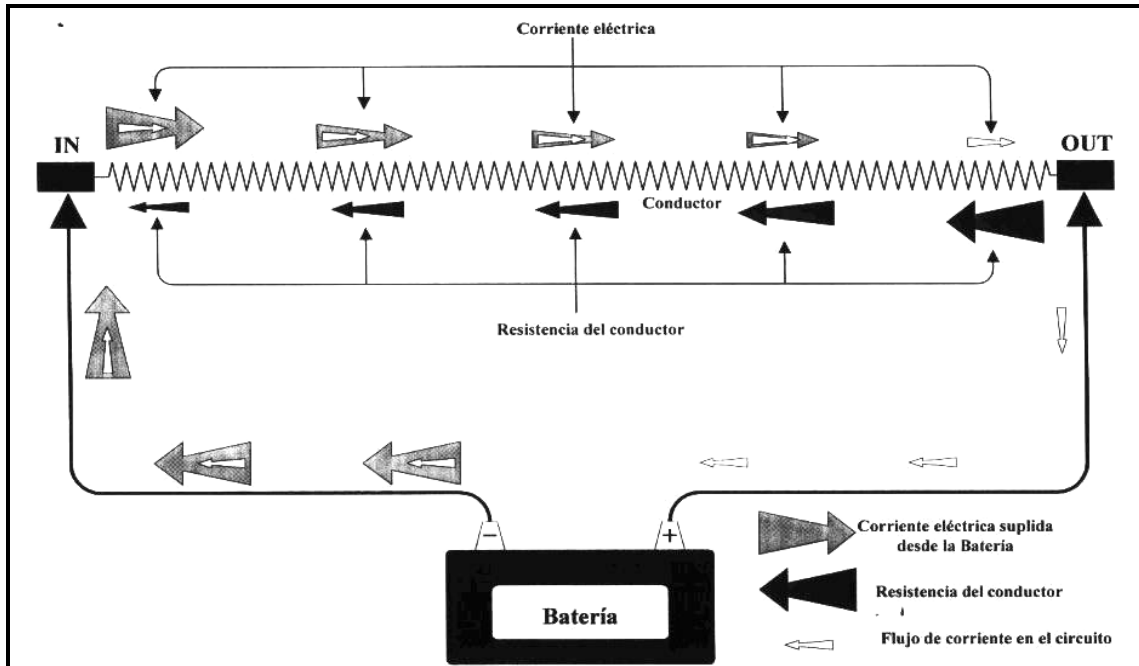 Corriente eléctrica
IN
OUT
Conductor
Resistencia del conductor
Corriente eléctrica suplida
desde la Batería
Resistencia del conductor
Flujo de corriente en el circuito
− +
Batería